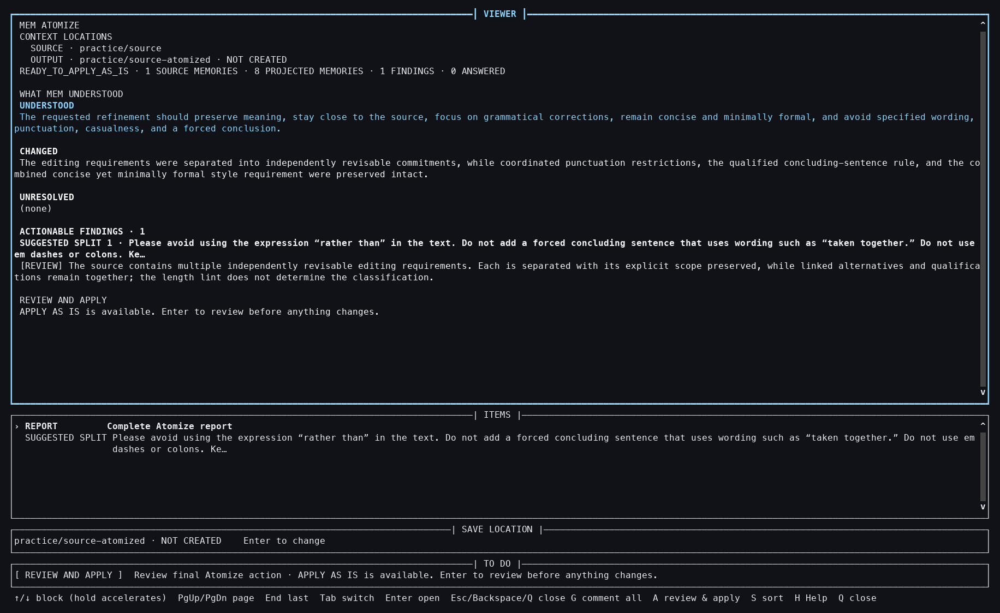 VIEWER
MEM ATOMIZE
CONTEXT LOCATIONS
SOURCE · practice/source
OUTPUT · practice/source-atomized · NOT CREATED
READY_TO_APPLY_AS_IS · 1 SOURCE MEMORIES · 8 PROJECTED MEMORIES · 1 FINDINGS · 0 ANSWERED
WHAT MEM UNDERSTOOD
UNDERSTOOD
The requested refinement should preserve meaning, stay close to the source, focus on grammatical corrections, remain concise and minimally formal, and avoid specified wording,
punctuation, casualness, and a forced conclusion.
CHANGED
The editing requirements were separated into independently revisable commitments, while coordinated punctuation restrictions, the qualified concluding-sentence rule, and the co
mbined concise yet minimally formal style requirement were preserved intact.
UNRESOLVED
(none)
ACTIONABLE FINDINGS · 1
SUGGESTED SPLIT 1 · Please avoid using the expression “rather than” in the text. Do not add a forced concluding sentence that uses wording such as “taken together.” Do not use
em dashes or colons. Ke…
[REVIEW] The source contains multiple independently revisable editing requirements. Each is separated with its explicit scope preserved, while linked alternatives and qualifica
tions remain together; the length lint does not determine the classification.
REVIEW AND APPLY
APPLY AS IS is available. Enter to review before anything changes.
ITEMS
› REPORT Complete Atomize report
SUGGESTED SPLIT Please avoid using the expression “rather than” in the text. Do not add a forced concluding sentence that uses wording such as “taken together.” Do not use em
dashes or colons. Ke…
SAVE LOCATION
practice/source-atomized · NOT CREATED Enter to change
TO DO
[ REVIEW AND APPLY ] Review final Atomize action · APPLY AS IS is available. Enter to review before anything changes.
↑/↓ block (hold accelerates) PgUp/PgDn page End last Tab switch Enter open Esc/Backspace/Q close G comment all A review & apply S sort H Help Q close